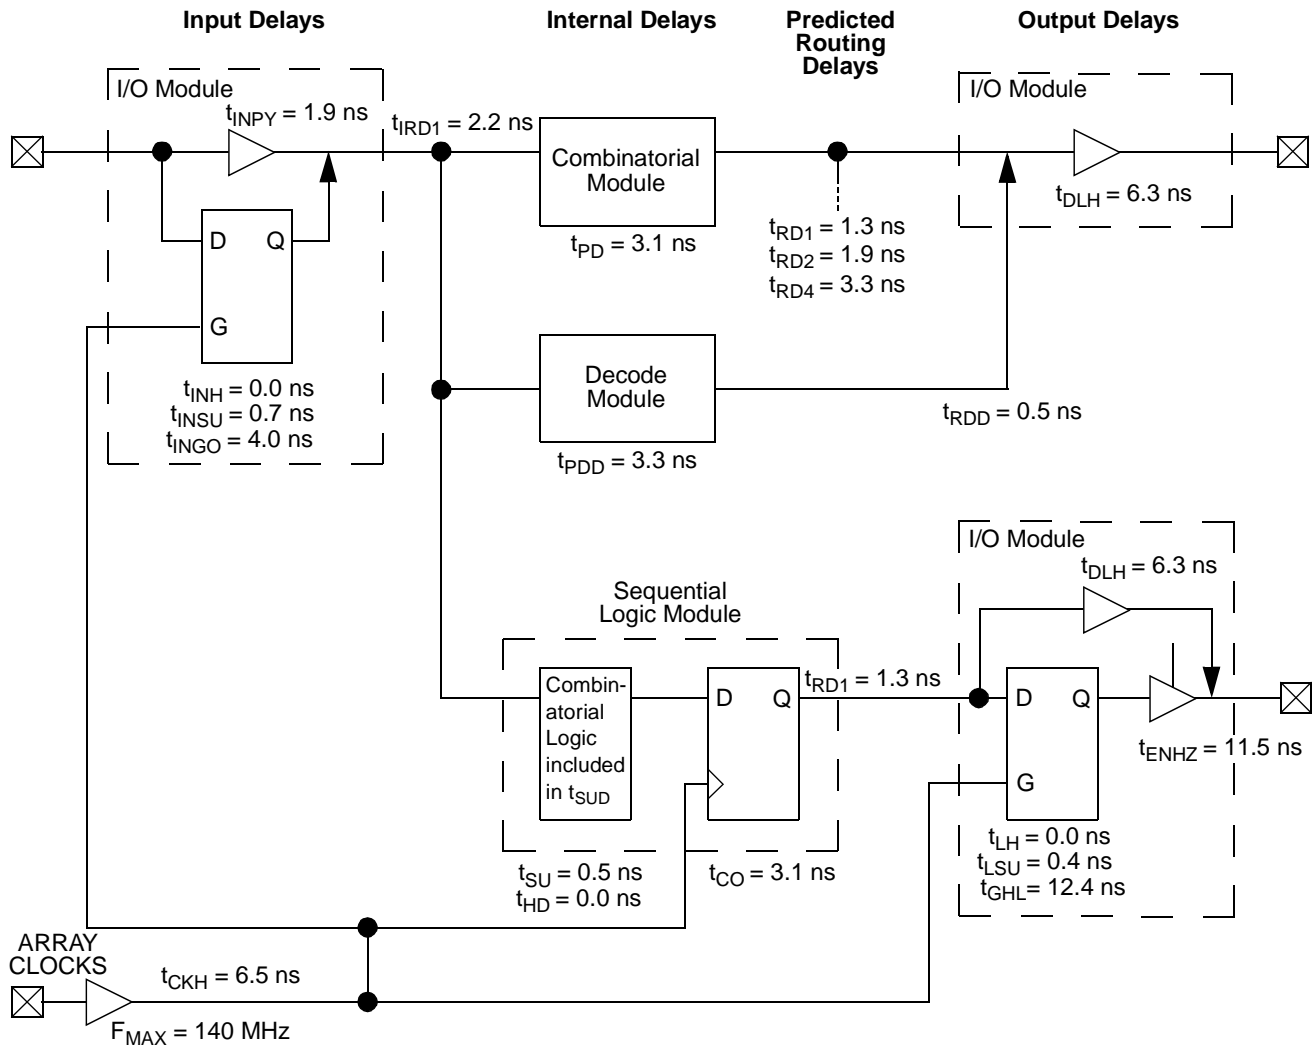 Input Delays
Internal Delays
Predicted
Routing
Delays
Output Delays
I/O Module
tINPY = 1.9 ns
tIRD1 = 2.2 ns
Combinatorial
Module
tPD = 3.1 ns
tRD1 = 1.3 ns
tRD2 = 1.9 ns
tRD4 = 3.3 ns
I/O Module
tDLH = 6.3 ns
D Q
G
tINH = 0.0 ns
tINSU = 0.7 ns
tINGO = 4.0 ns
Decode
Module
tPDD = 3.3 ns
tRDD = 0.5 ns
Sequential
Logic Module
Combin-
atorial
Logic
included
in tSUD
D Q
tSU = 0.5 ns
tHD = 0.0 ns
tCO = 3.1 ns
tRD1 = 1.3 ns
I/O Module
tDLH = 6.3 ns
D Q
G
tENHZ = 11.5 ns
tLH = 0.0 ns
tLSU = 0.4 ns
tGHL = 12.4 ns
ARRAY
CLOCKS
tCKH = 6.5 ns
FMAX = 140 MHz